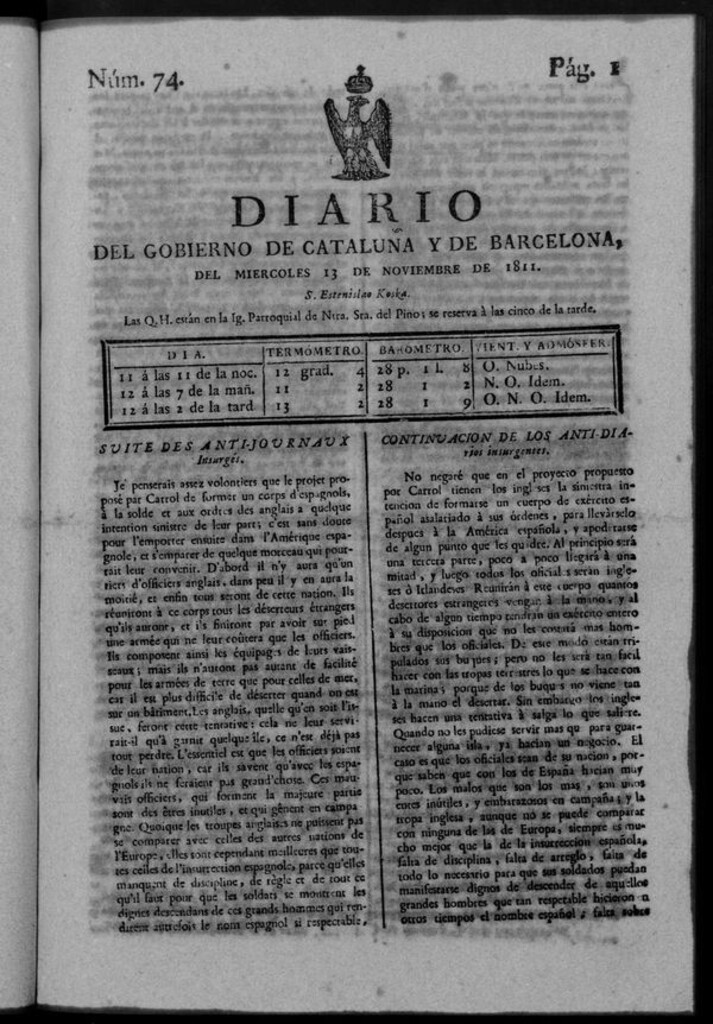 Núm. 74.
Pág. 1
DIARIO
DEL GOBIERNO DE CATALUÑA Y DE BARCELONA,
DEL MIERCOLES 13 DE NOVIEMBRE DE 1811.
S. Estenislao Koska.
Las Q.H. están en la Ig. Parroquial de Ntra. Sra. del Pino; se reserva à las cinco de la tarde.
DIA. TERMÓMETRO. BARÓMETRO. VIENT. Y ADMÓSFER.
11 á las 11 de la noc. 12 grad. 4 28 p. 1 l. 8 O. Nubes.
12 á las 7 de la mañ. 11 2 28 1 2 N. O. Idem.
12 á las 2 de la tard 13 2 28 1 9 O. N. O. Idem.
SUITE DES ANTI-JOURNAUX
Insurgés.
Je penserais assez volontiers que le projet pro-
posé par Carrol de former un corps d'espagnols,
à la solde et aux ordres des anglais a quelque
intention sinistre de leur part; c'est sans doute
pour l'emporter ensuite dans l'Amérique espa-
gnole, et s'emparer de quelque morceau qui pour-
rait leur convenir. D'abord il n'y aura qu'un
tiers d'officiers anglais, dans peu il y en aura la
moitié, et enfin tous seront de cette nation. Ils
réuniront à ce corps tous les déserteurs étrangers
qu'ils auront, et ils finiront par avoir sur pied
une armée qui ne leur coûtera que les officiers.
Ils composent ainsi les équipages de leurs vais-
seaux; mais ils n'auront pas autant de facilité
pour les armées de terre que pour celles de mer,
car il est plus difficile de déserter quand on est
sur un bâtiment. Les anglais, quelle qu'en soit l'is-
sue, feront cette tentative: cela ne leur servi-
rait-il qu'à garnir quelque île, ce n'est déjà pas
tout perdre. L'essentiel est que les officiers soient
de leur nation, car ils savent qu'avec les espa-
gnols ils ne feraient pas grand'chose. Ces mau-
vais officiers, qui forment la majeure partie
sont des êtres inutiles, et qui gênent en campa
gne. Quoique les troupes anglaises ne puissent pas
se comparer avec celles des autres nations de
l'Europe, elles sont cependant meilleures que tou-
tes celles de l'insurrection espagnole, parce qu'elles
manquent de discipline, de règle et de tout ce
qu'il faut pour que les soldats se montrent les
dignes descendans de ces grands hommes qui ren-
dirent autrefois le nom espagnol si respectable,
CONTINUACION DE LOS ANTI-DIA-
rios insurgentes.
No negaré que en el proyecto propuesto
por Carrol tienen los ingleses la siniestra in-
tencion de formarse un cuerpo de exército es-
pañol asalariado à sus órdenes, para llevárselo
despues à la América española, y apoderarse
de algun punto que les quadre. Al principio será
una tercera parte, poco a poco llegará à una
mitad, y luego todos los oficiales serán ingle-
ses ò Irlandeses Reunirán à este cuerpo quantos
desertores estrangeros vengan à la mano, y al
cabo de algun tiempo tendrán un exército entero
à su disposicion que no les costará mas hom-
bres que los oficiales. De este modo están tri-
pulados sus buques; pero no les será tan facil
hacer con las tropas terrestres lo que se hace con
la marina; porque de los buques no viene tan
à la mano el desertar. Sin embargo los ingle-
ses hacen una tentativa à salga lo que saliere.
Quando no les pudiese servir mas que para guar-
necer alguna isla, ya hacian un negocio. El
caso es que los oficiales sean de su nacion, por-
que saben que con los de España harian muy
poco. Los malos que son los mas, son unos
entes inútiles, y embarazosos en campaña; y la
tropa inglesa, aunque no se puede comparar
con ninguna de las de Europa, siempre es mu-
cho mejor que la de la insurreccion española,
falta de disciplina, falta de arreglo, falta de
todo lo necesario para que sus soldados puedan
manifestarse dignos de descender de aquellos
grandes hombres que tan respetable hicieron n
otros tiempos el nombre español; falta sobre